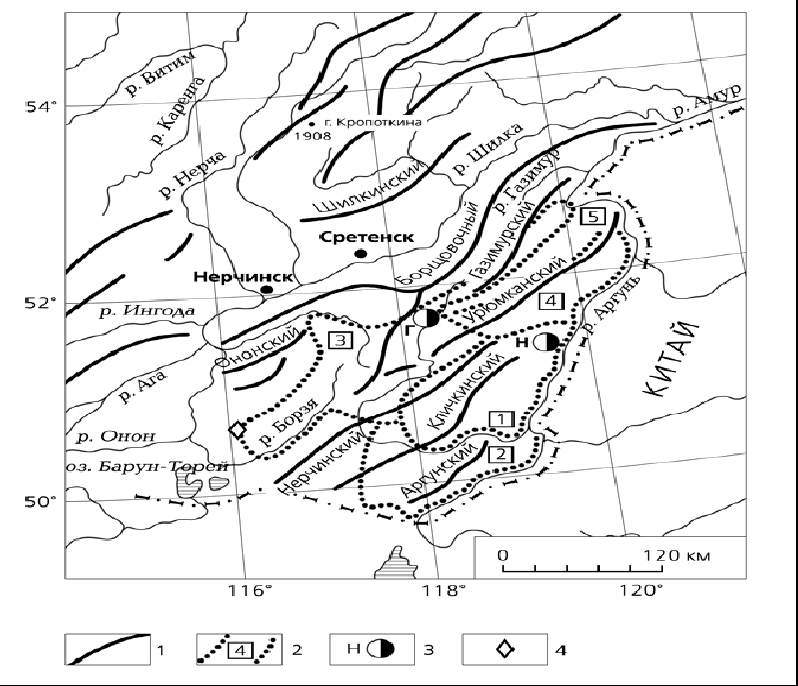 р. Витим
р. Каренга
54°
г. Кропоткина
1908
р. Амур
р. Шилка
р. Нерча
Шилкинский
р. Газимур
Сретенск
Борщовочный
Газимурский
5
Нерчинск
52°
р. Ингода
Урюмканский
4
р. Аргунь
Г
Н
3
Ононский
КИТАЙ
р. Ага
р. Борзя
Кличкинский
1
р. Онон
2
оз. Барун-Торей
Нерчинский
Аргунский
50°
0 120 км
116° 118° 120°
1 4 2 Н 3 4